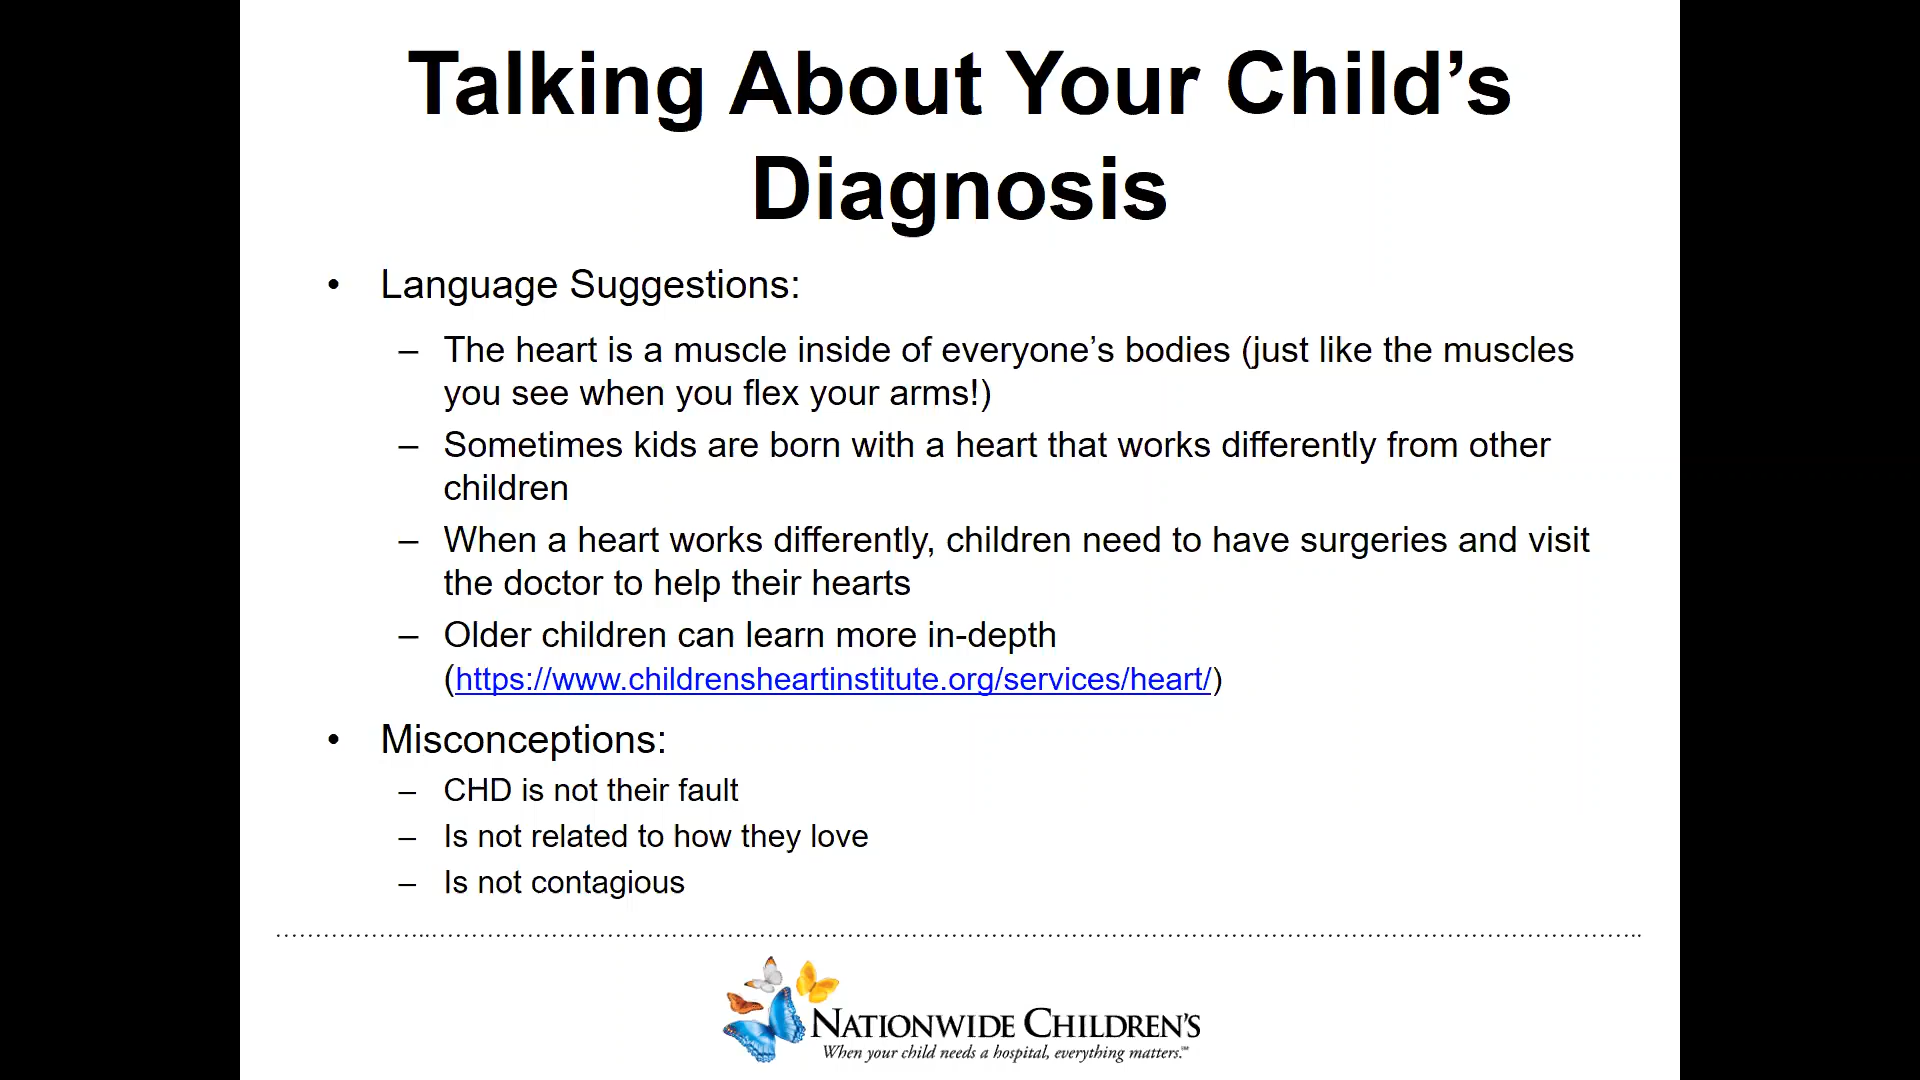 Talking About Your Child’s
Diagnosis
• Language Suggestions:
– The heart is a muscle inside of everyone’s bodies (just like the muscles
you see when you flex your arms!)
– Sometimes kids are born with a heart that works differently from other
children
– When a heart works differently, children need to have surgeries and visit
the doctor to help their hearts
– Older children can learn more in-depth
(https://www.childrensheartinstitute.org/services/heart/)
• Misconceptions:
– CHD is not their fault
– Is not related to how they love
– Is not contagious
NATIONWIDE CHILDREN'S
When your child needs a hospital, everything matters.℠